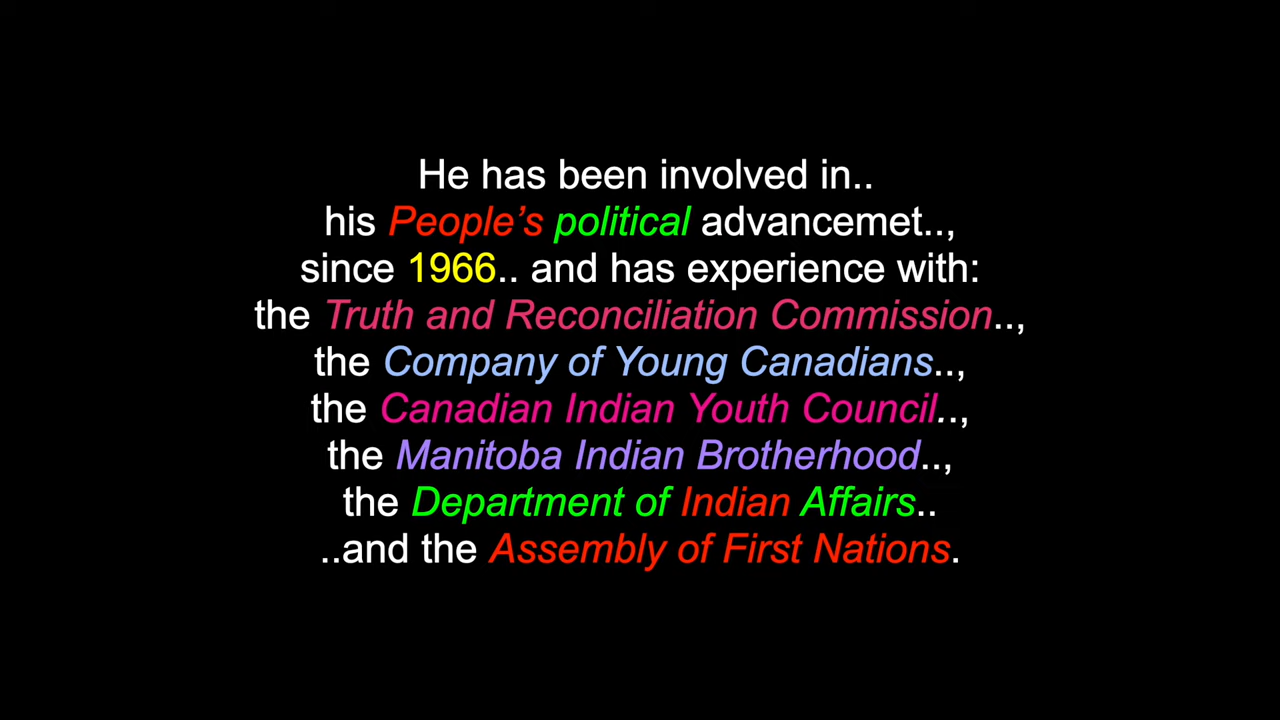 He has been involved in..
his People’s political advancemet..,
since 1966.. and has experience with:
the Truth and Reconciliation Commission..,
the Company of Young Canadians..,
the Canadian Indian Youth Council..,
the Manitoba Indian Brotherhood..,
the Department of Indian Affairs..
..and the Assembly of First Nations.